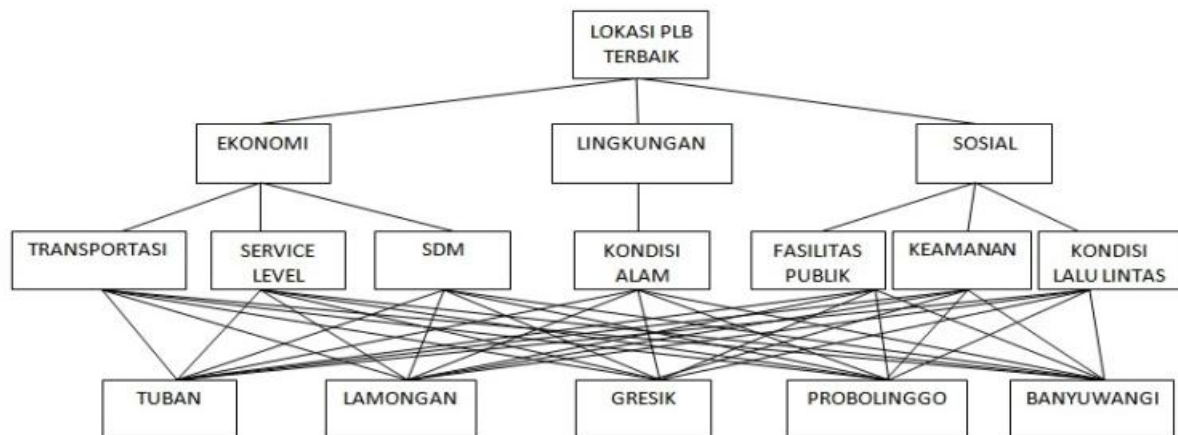 LOKASI PLB
TERBAIK
EKONOMI
LINGKUNGAN
SOSIAL
TRANSPORTASI
SERVICE
LEVEL
SDM
KONDISI
ALAM
FASILITAS
PUBLIK
KEAMANAN
KONDISI
LALU LINTAS
TUBAN
LAMONGAN
GRESIK
PROBOLINGGO
BANYUWANGI